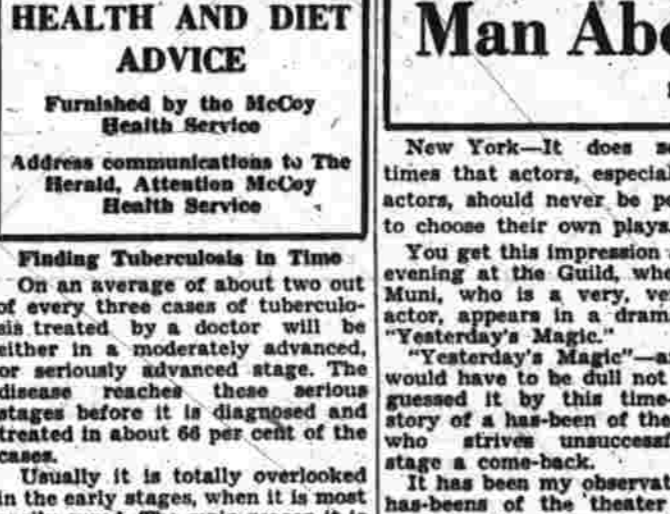 HEALTH AND DIET
ADVICE
Furnished by the McCoy
Health Service
Address communications to The
Herald, Attention McCoy
Health Service
Finding Tuberculosis in Time
On an average of about two out
of every three cases of tuberculo-
sis treated by a doctor will be
either in a moderately advanced,
or seriously advanced stage. The
disease reaches these serious
stages before it is diagnosed and
treated in about 66 per cent of the
cases.
Usually it is totally overlooked
in the early stages, when it is most
Man Abo
New York—It does
times that actors, especial
actors, should never be
to choose their own plays.
You get this impression
evening at the Guild,
Muni, who is a very,
actor, appears in a
"Yesterday's Magic."
"Yesterday's Magic"—
would have to be dull not
guessed it by this time—
story of a has-been of the
who strives
stage a come-back.
It has been my
has-beens of the theater